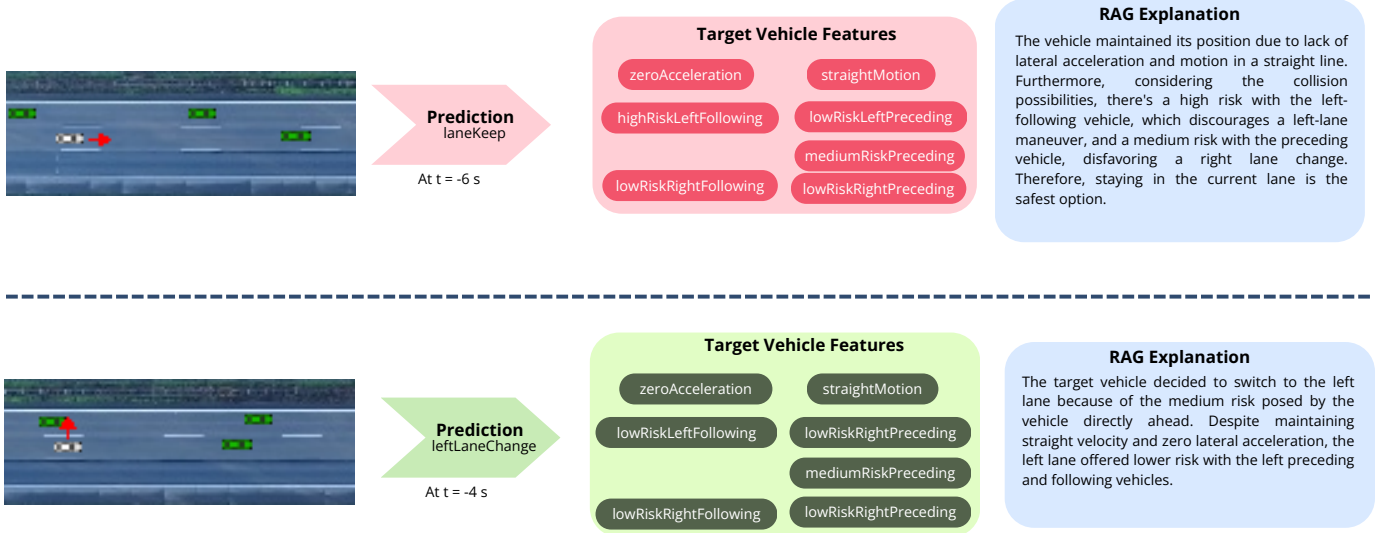 Target Vehicle Features
zeroAcceleration
straightMotion
highRiskLeftFollowing
lowRiskLeftPreceding
mediumRiskPreceding
lowRiskRightFollowing
lowRiskRightPreceding
Prediction
laneKeep
At t = -6 s
RAG Explanation
The vehicle maintained its position due to lack of
lateral acceleration and motion in a straight line.
Furthermore, considering the collision
possibilities, there's a high risk with the left-
following vehicle, which discourages a left-lane
maneuver, and a medium risk with the preceding
vehicle, disfavoring a right lane change.
Therefore, staying in the current lane is the
safest option.
Target Vehicle Features
zeroAcceleration
straightMotion
lowRiskLeftFollowing
lowRiskRightPreceding
mediumRiskPreceding
lowRiskRightFollowing
lowRiskRightPreceding
Prediction
leftLaneChange
At t = -4 s
RAG Explanation
The target vehicle decided to switch to the left
lane because of the medium risk posed by the
vehicle directly ahead. Despite maintaining
straight velocity and zero lateral acceleration, the
left lane offered lower risk with the left preceding
and following vehicles.